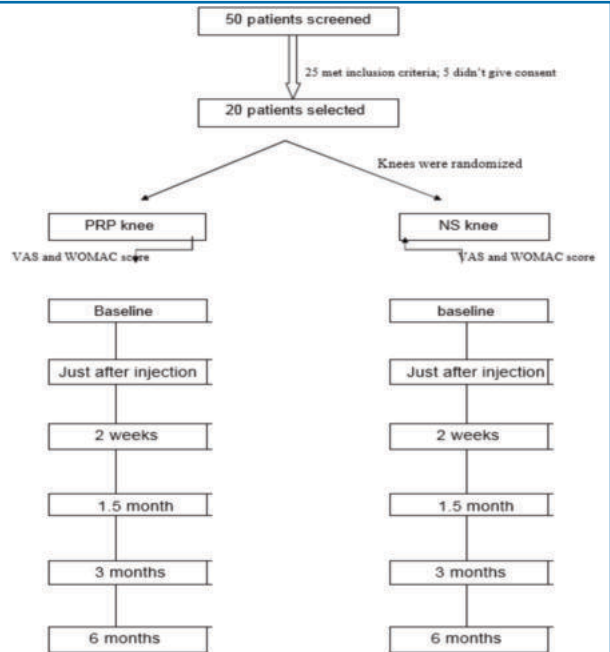 50 patients screened
25 met inclusion criteria; 5 didn't give consent
20 patients selected
Knees were randomized
PRP knee
NS knee
VAS and WOMAC score
VAS and WOMAC score
Baseline
baseline
Just after injection
Just after injection
2 weeks
2 weeks
1.5 month
1.5 month
3 months
3 months
6 months
6 months